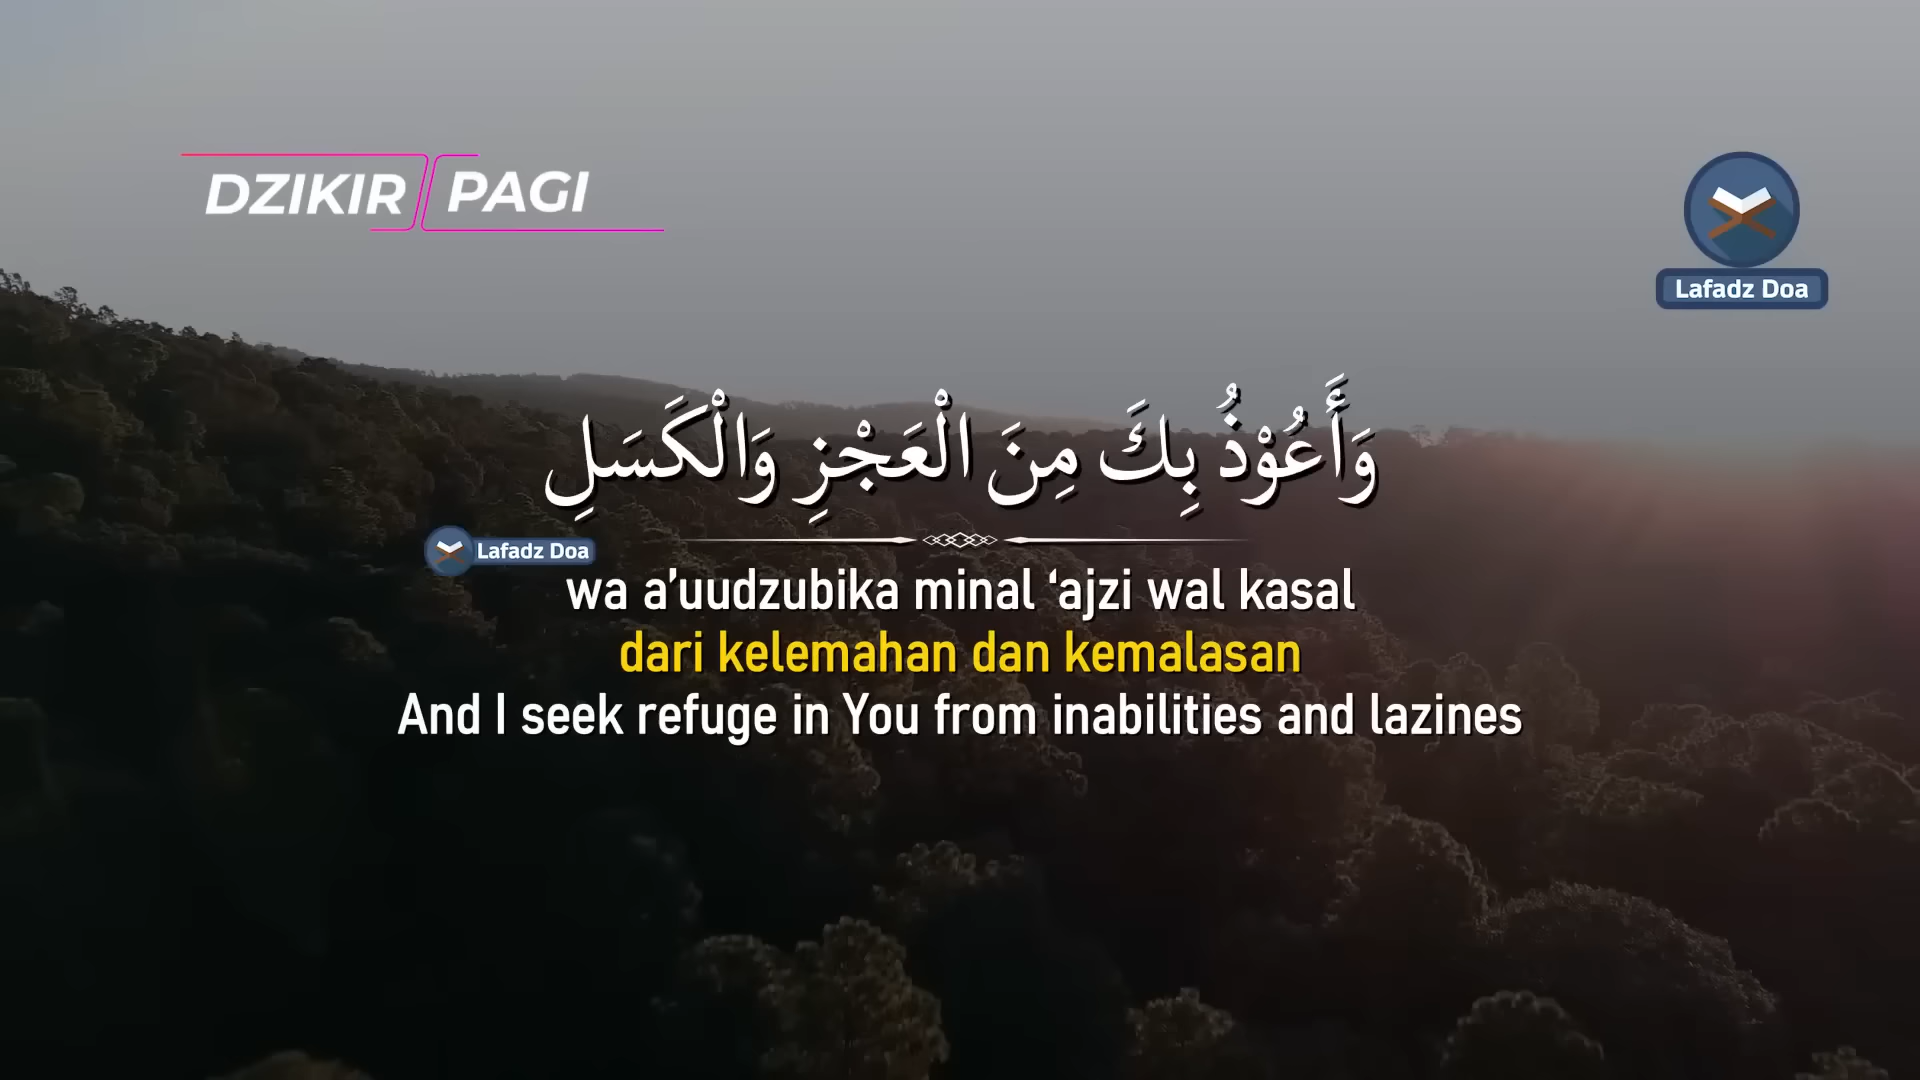 DZIKIR PAGI
Lafadz Doa
وَأَعُوْذُ بِكَ مِنَ الْعَجْزِ وَالْكَسَلِ
Lafadz Doa
wa a’uudzubika minal ‘ajzi wal kasal
dari kelemahan dan kemalasan
And I seek refuge in You from inabilities and lazines